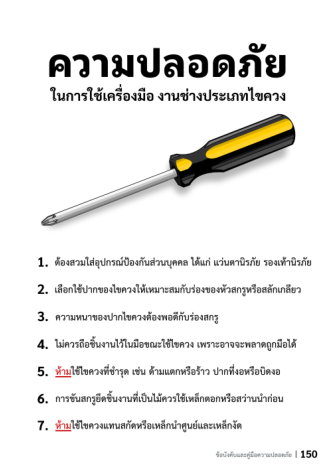 ความปลอดภัย
ในการใช้เครื่องมือ งานช่างประเภทไขควง
1. ต้องสวมใส่อุปกรณ์ป้องกันส่วนบุคคล ได้แก่ แว่นตานิรภัย รองเท้านิรภัย
2. เลือกใช้ปากของไขควงให้เหมาะสมกับร่องของหัวสกรูหรือสลักเกลียว
3. ความหนาของปากไขควงต้องพอดีกับร่องสกรู
4. ไม่ควรถือชิ้นงานไว้ในมือขณะใช้ไขควง เพราะอาจจะพลาดถูกมือได้
5. ห้ามใช้ไขควงที่ชำรุด เช่น ด้ามแตกหรือร้าว ปากที่งอหรือบิดงอ
6. การขันสกรูยึดชิ้นงานที่เป็นไม้ควรใช้เหล็กตอกหรือสว่านนำก่อน
7. ห้ามใช้ไขควงแทนสกัดหรือเหล็กนำศูนย์และเหล็กงัด
ข้อบังคับและคู่มือความปลอดภัย | 150